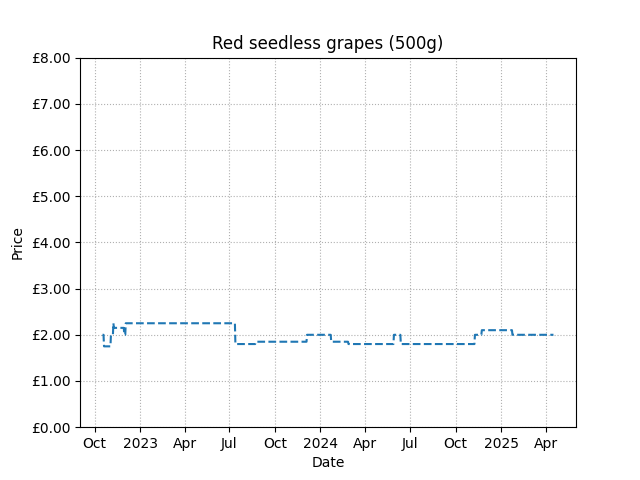 Red seedless grapes (500g)
£8.00
£7.00
£6.00
£5.00
£4.00
£3.00
£2.00
£1.00
£0.00
Price
Oct 2023 Apr Jul Oct 2024 Apr Jul Oct 2025 Apr
Date